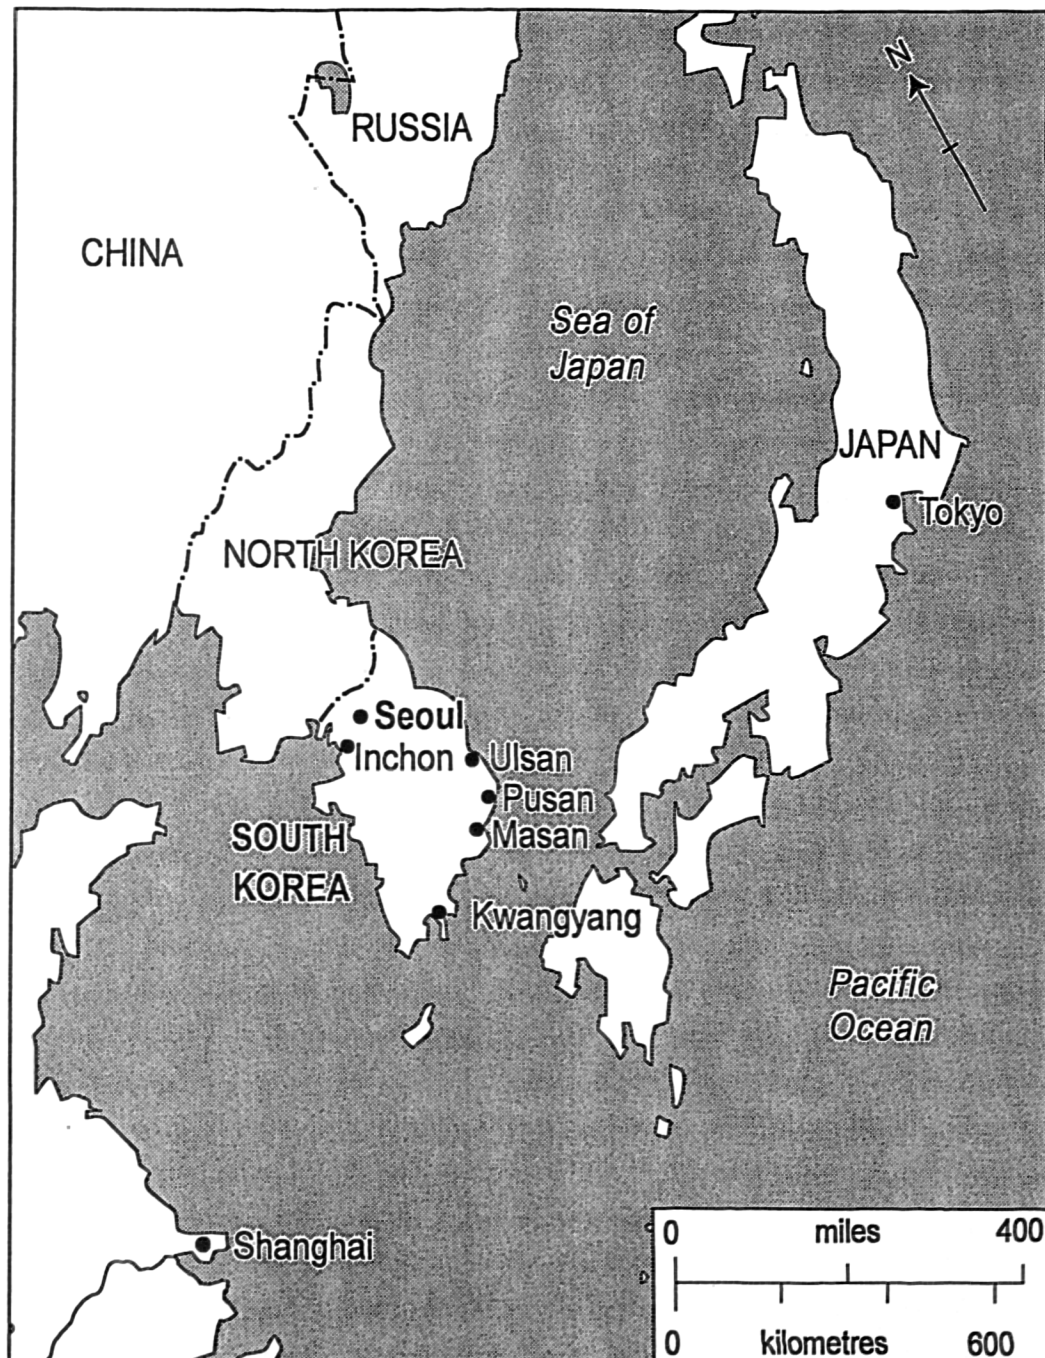 N
RUSSIA
CHINA
Sea of
Japan
JAPAN
Tokyo
NORTH KOREA
Seoul
Inchon
Ulsan
Pusan
Masan
SOUTH
KOREA
Kwangyang
Pacific
Ocean
Shanghai
0 miles 400
0 kilometres 600